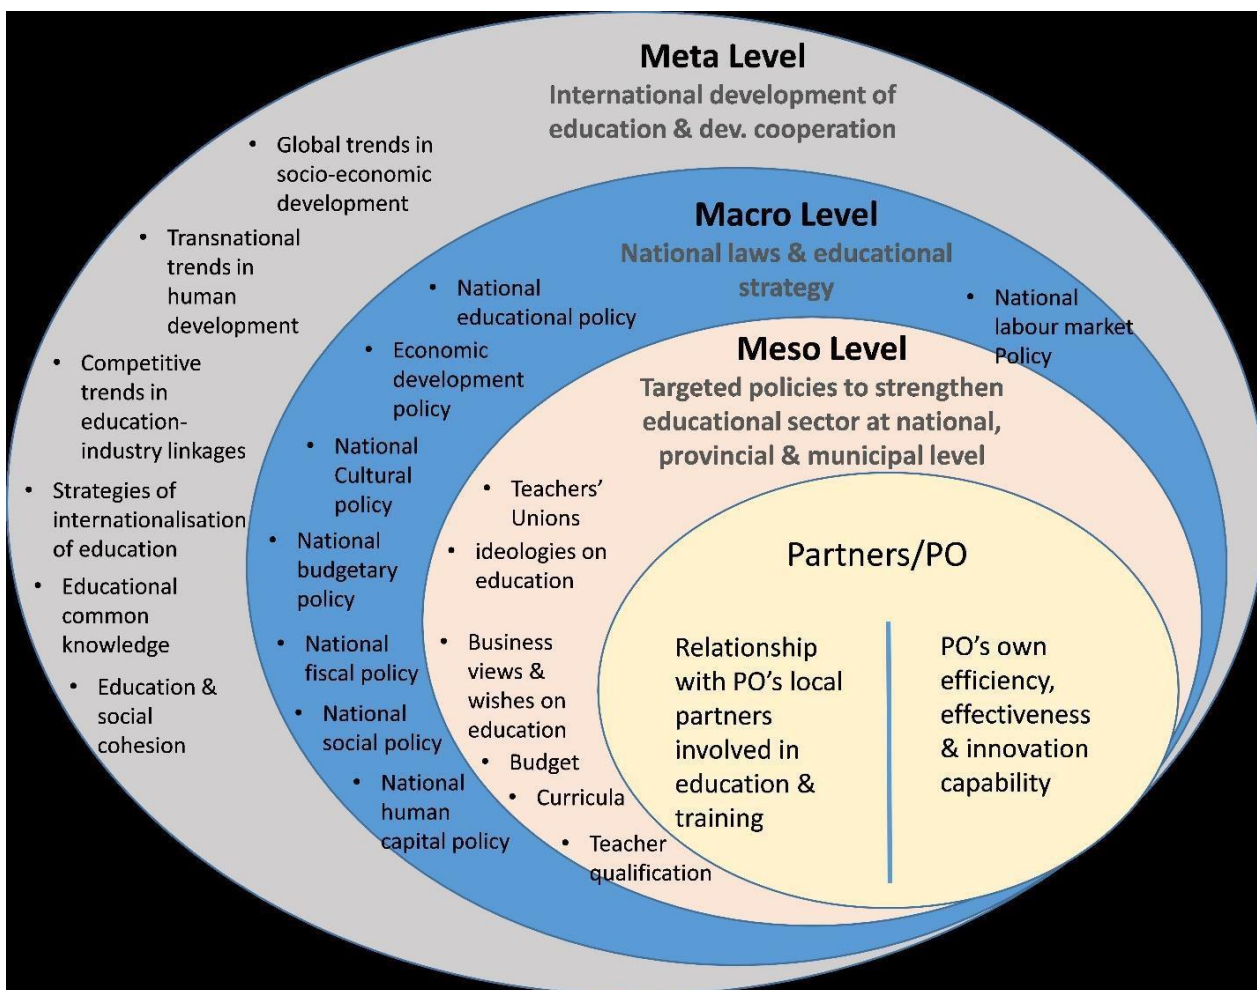 Meta Level
International development of
education & dev. cooperation
• Global trends in
socio-economic
development
• Transnational
trends in
human
development
• Competitive
trends in
education-
industry linkages
• Strategies of
internationalisation
of education
• Educational
common
knowledge
• Education &
social
cohesion
Macro Level
National laws & educational
strategy
• National
educational policy
• Economic
development
policy
• National
Cultural
policy
• National
budgetary
policy
• National
fiscal policy
• National
social policy
• National
human
capital policy
• National
labour market
Policy
Meso Level
Targeted policies to strengthen
educational sector at national,
provincial & municipal level
• Teachers’
Unions
• ideologies on
education
• Business
views &
wishes on
education
• Budget
• Curricula
• Teacher
qualification
Partners/PO
Relationship
with PO’s local
partners
involved in
education &
training
PO’s own
efficiency,
effectiveness
& innovation
capability